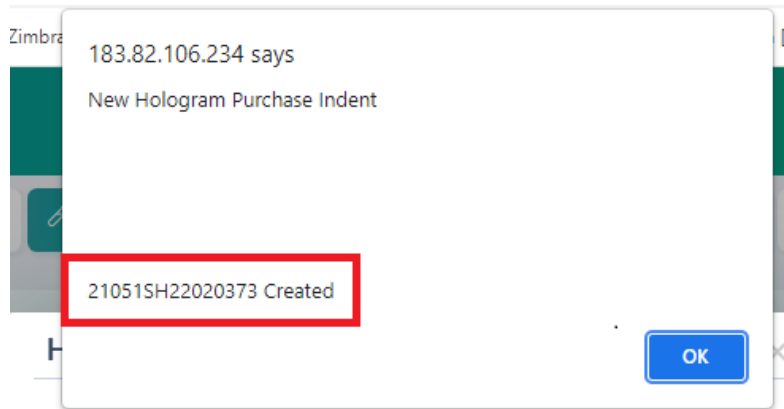 Zimbra
183.82.106.234 says
New Hologram Purchase Indent
21051SH22020373 Created
OK
H